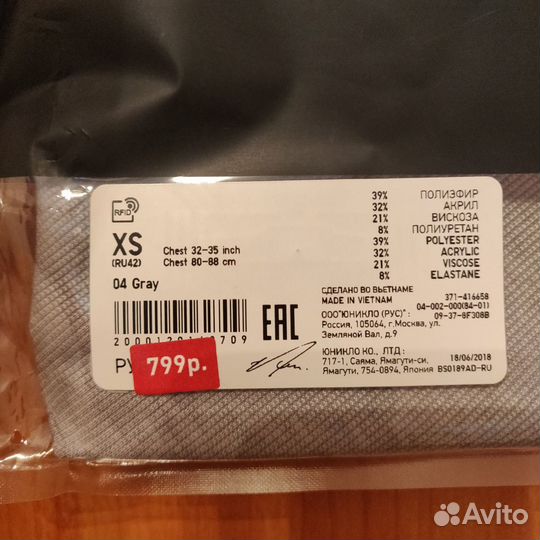 RFID
XS
(RU42)
Chest 32-35 inch
Chest 80-88 cm
04 Gray
799р.
EAC
39% ПОЛИЭФИР
32% АКРИЛ
21% ВИСКОЗА
8% ПОЛИУРЕТАН
39% POLYESTER
32% ACRYLIC
21% VISCOSE
8% ELASTANE
СДЕЛАНО ВО ВЬЕТНАМЕ
MADE IN VIETNAM
371-416658
04-002-000(84-01)
09-37-8F308B
ООО"ЮНИКЛО (РУС)"
Россия, 105064, г.Москва, ул.
Земляной Вал, д.9
ЮНИКЛО КО., ЛТД :
717-1, Саяма, Ямагути-си,
Ямагути, 754-0894, Япония
18/06/2018
BS0189AD-RU
Avito